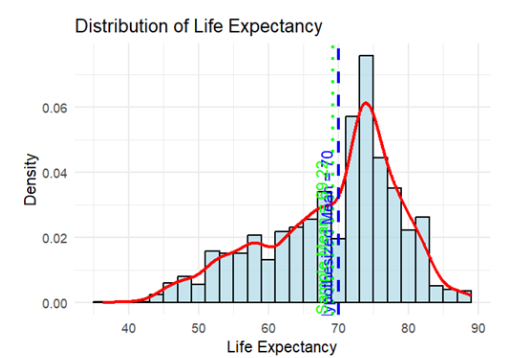 Distribution of Life Expectancy
Density
0.06
0.04
0.02
0.00
ypothesized Mean = 70
40 50 60 70 80 90
Life Expectancy